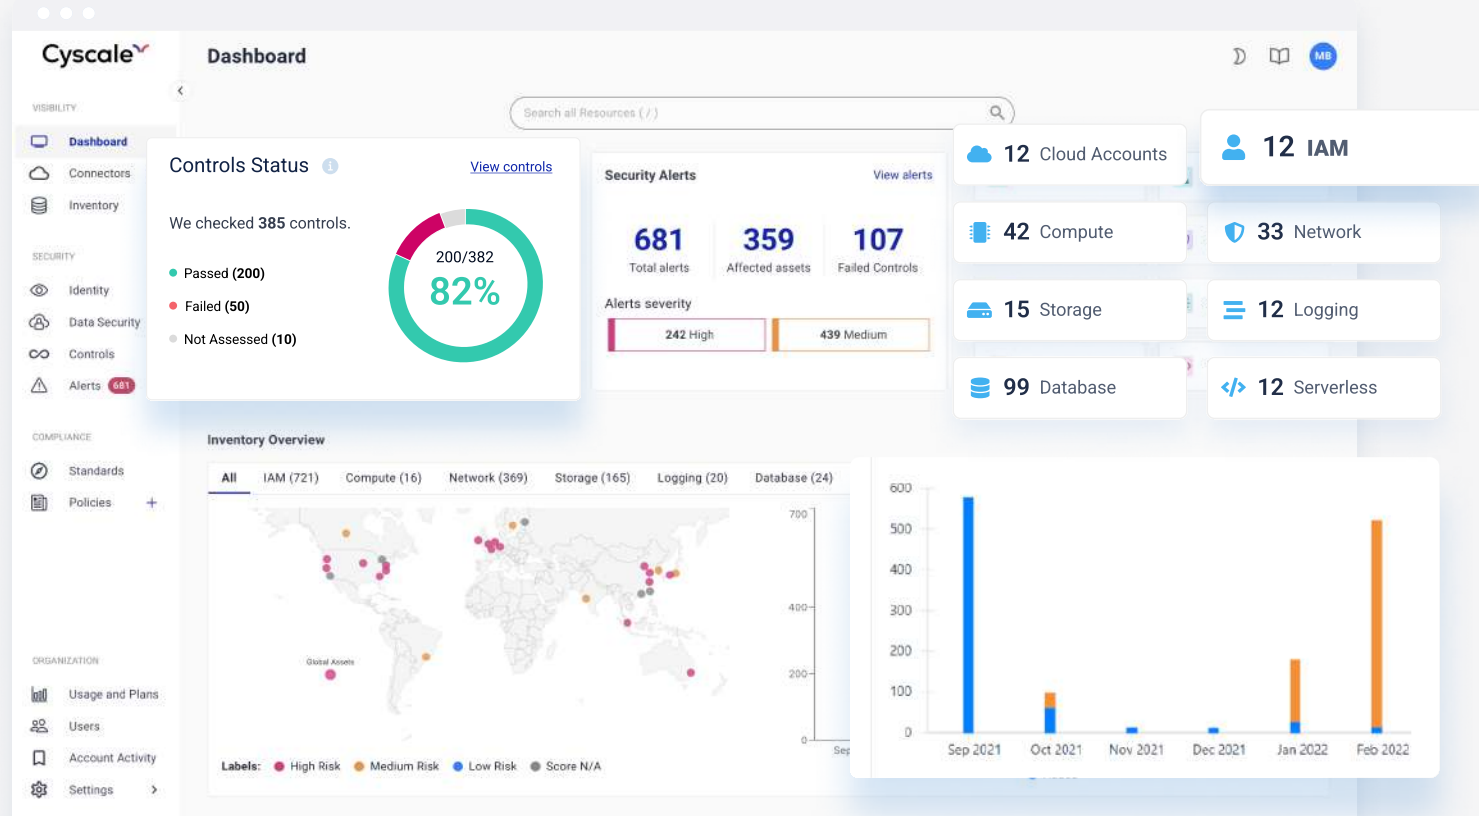 Cyscale
Dashboard
MB
VISIBILITY
Search all Resources ( / )
Dashboard
Connectors
Inventory
SECURITY
Identity
Data Security
Controls
Alerts 681
COMPLIANCE
Standards
Policies +
ORGANIZATION
Usage and Plans
Users
Account Activity
Settings
Controls Status
View controls
We checked 385 controls.
Passed (200)
Failed (50)
Not Assessed (10)
200/382
82%
Security Alerts
View alerts
681
359
107
Total alerts
Affected assets
Failed Controls
Alerts severity
242 High
439 Medium
12 Cloud Accounts
12 IAM
42 Compute
33 Network
15 Storage
12 Logging
99 Database
12 Serverless
Inventory Overview
All
IAM (721)
Compute (16)
Network (369)
Storage (165)
Logging (20)
Database (24)
Global Assets
Labels:
High Risk
Medium Risk
Low Risk
Score N/A
700
400
200
0
Sep
600
500
400
300
200
100
0
Sep 2021
Oct 2021
Nov 2021
Dec 2021
Jan 2022
Feb 2022